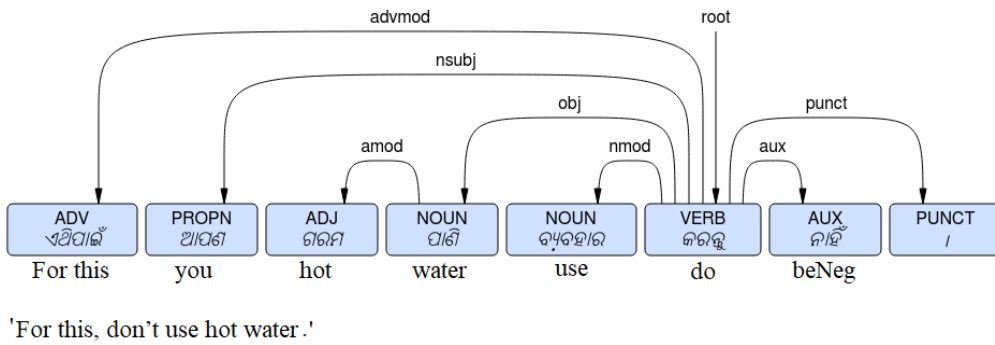 advmod root
nsubj
obj punct
amod nmod aux
ADV PROPN ADJ NOUN NOUN VERB AUX PUNCT
ଏଥିପାଇଁ ଆପଣ ଗରମ ପାଣି ବ୍ୟବହାର କରନ୍ତୁ ନାହିଁ ।
For this you hot water use do beNeg
'For this, don't use hot water.'